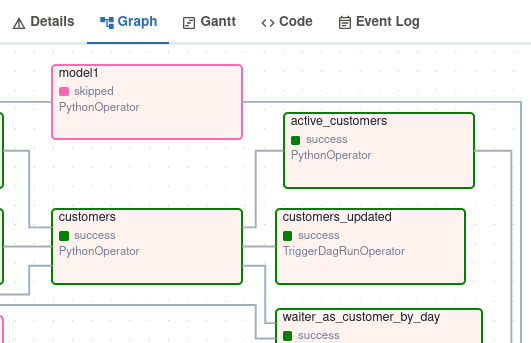 Details
Graph
Gantt
Code
Event Log
model1
skipped
PythonOperator
active_customers
success
PythonOperator
customers
success
PythonOperator
customers_updated
success
TriggerDagRunOperator
waiter_as_customer_by_day
success